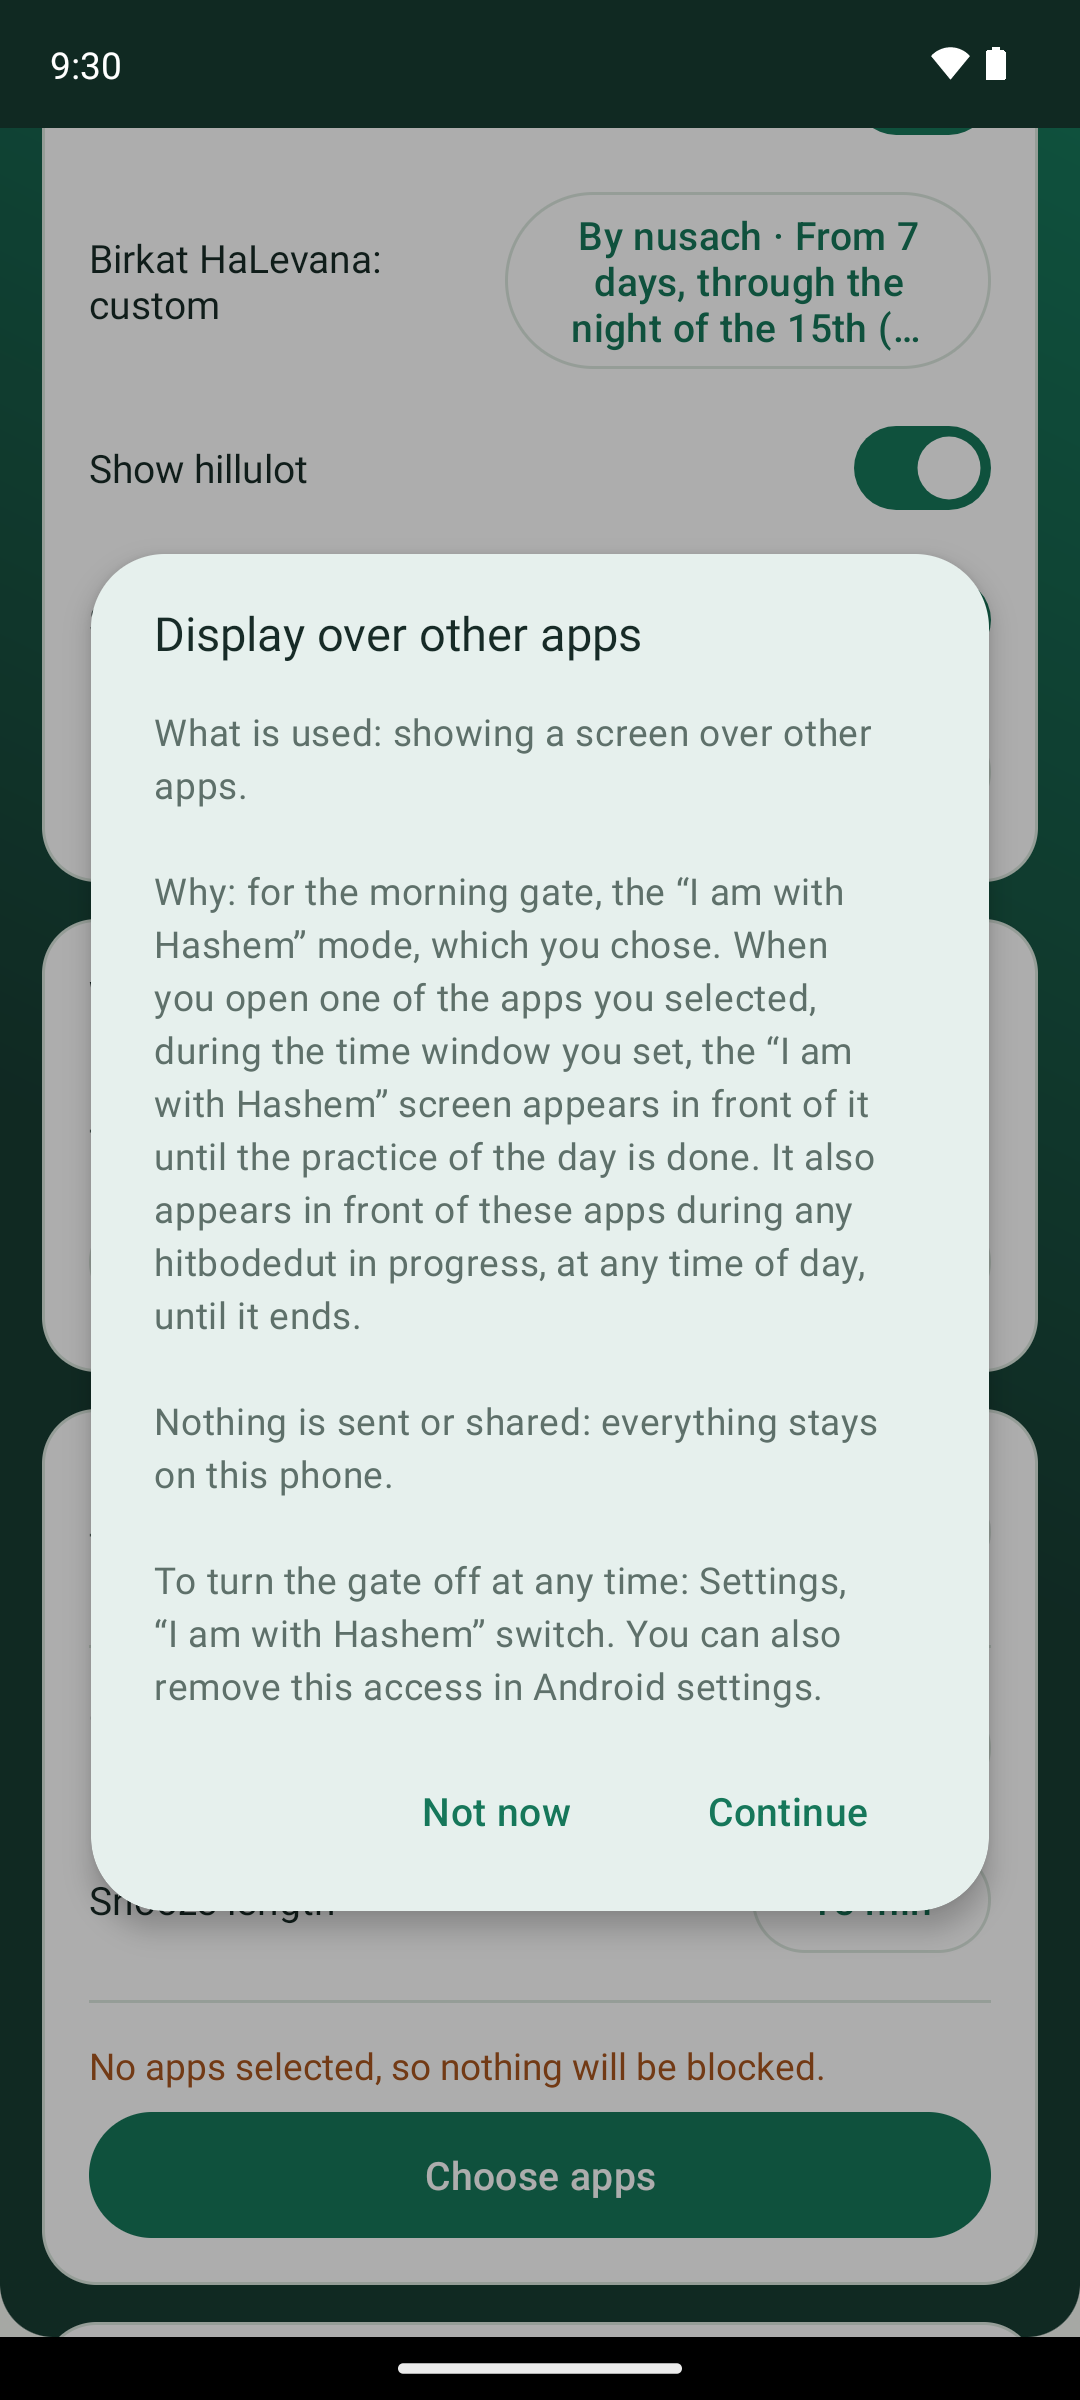 9:30
Birkat HaLevana:
custom
By nusach · From 7
days, through the
night of the 15th (…
Show hillulot
Display over other apps
What is used: showing a screen over other
apps.
Why: for the morning gate, the “I am with
Hashem” mode, which you chose. When
you open one of the apps you selected,
during the time window you set, the “I am
with Hashem” screen appears in front of it
until the practice of the day is done. It also
appears in front of these apps during any
hitbodedut in progress, at any time of day,
until it ends.
Nothing is sent or shared: everything stays
on this phone.
To turn the gate off at any time: Settings,
“I am with Hashem” switch. You can also
remove this access in Android settings.
Not now
Continue
Snooze length
No apps selected, so nothing will be blocked.
Choose apps